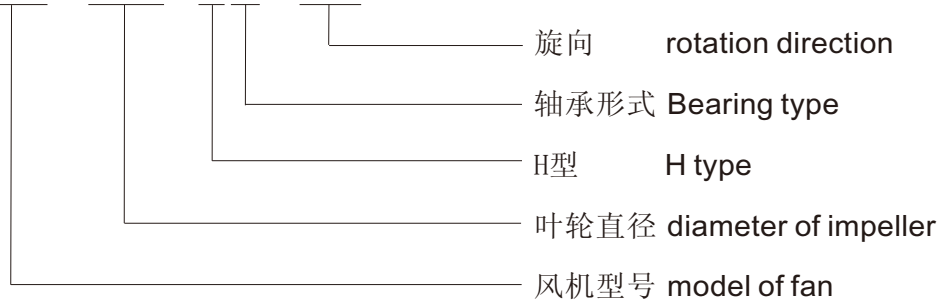 旋向 rotation direction
轴承形式 Bearing type
H型 H type
叶轮直径 diameter of impeller
风机型号 model of fan